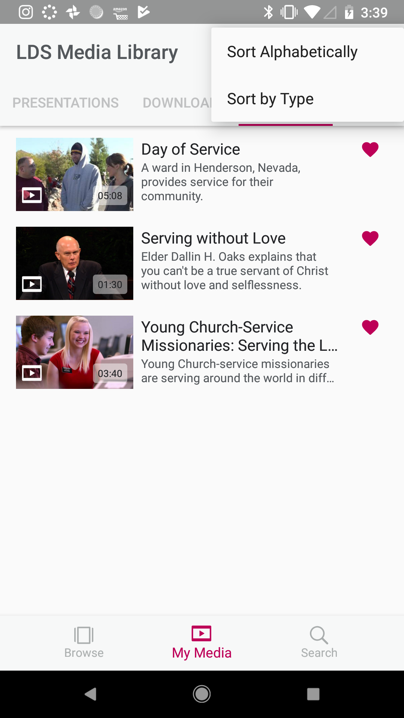 3:39
LDS Media Library
Sort Alphabetically
Sort by Type
PRESENTATIONS
Day of Service
A ward in Henderson, Nevada,
provides service for their
community.
05:08
Serving without Love
Elder Dallin H. Oaks explains that
you can't be a true servant of Christ
without love and selflessness.
01:30
Young Church-Service
Missionaries: Serving the L...
Young Church-service missionaries
are serving around the world in diff...
03:40
Browse
My Media
Search